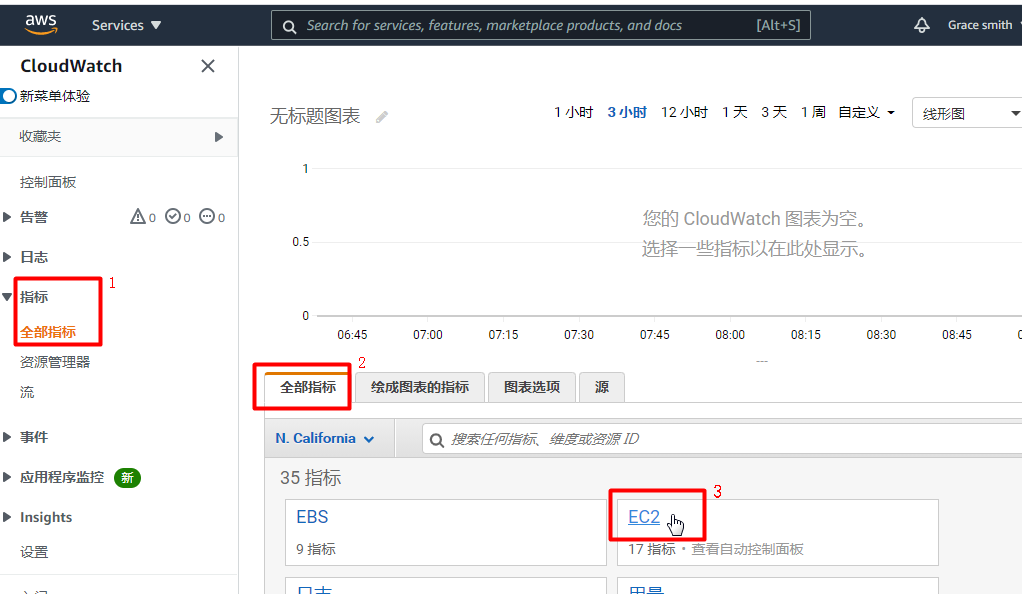 aws Services Search for services, features, marketplace products, and docs [Alt+S] Grace smith
CloudWatch
新菜单体验
收藏夹
控制面板
告警 0 0 0
日志
指标 1
全部指标
资源管理器
流
事件
应用程序监控 新
Insights
设置
无标题图表 1 小时 3 小时 12 小时 1 天 3 天 1 周 自定义 线形图
1
您的 CloudWatch 图表为空。
0.5
选择一些指标以在此处显示。
0
06:45 07:00 07:15 07:30 07:45 08:00 08:15 08:30 08:45
---
2
全部指标 绘成图表的指标 图表选项 源
N. California 搜索任何指标、维度或资源 ID
35 指标
3
EBS EC2
9 指标 17 指标 · 查看自动控制面板
日志 用量